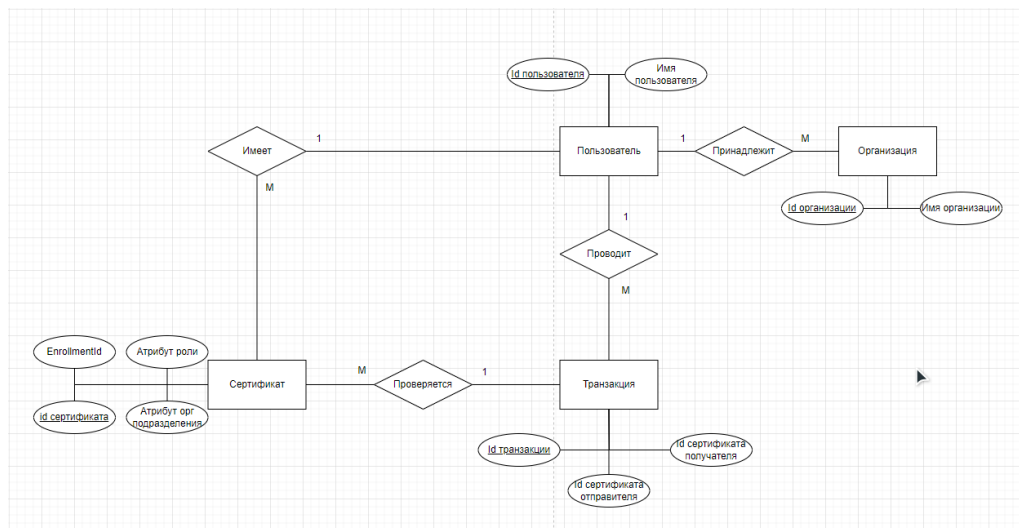 Id пользователя
Имя
пользователя
Имеет
1
Пользователь
1
Принадлежит
M
Организация
M
Id организации
Имя организации
1
Проводит
M
EnrollmentId
Атрибут роли
Сертификат
M
Проверяется
1
Транзакция
id сертификата
Атрибут орг
подразделения
Id транзакции
Id сертификата
получателя
Id сертификата
отправителя